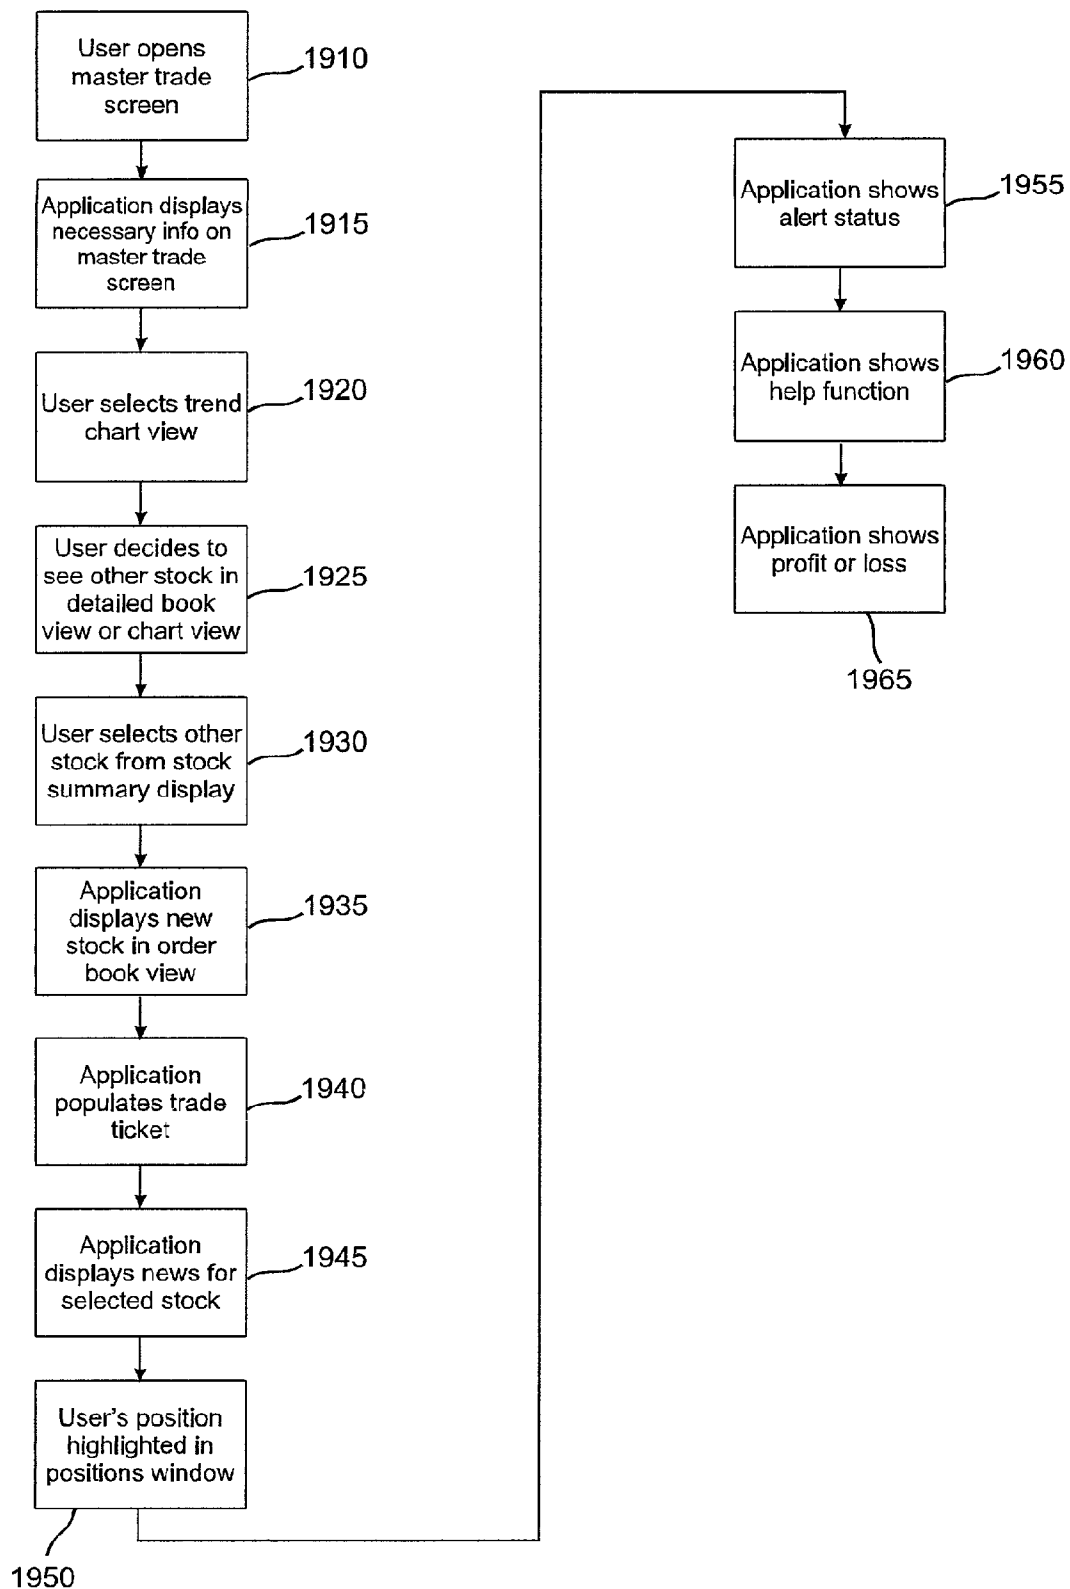 User opens
master trade
screen
1910
Application displays
necessary info on
master trade
screen
1915
User selects trend
chart view
1920
User decides to
see other stock in
detailed book
view or chart view
1925
User selects other
stock from stock
summary display
1930
Application
displays new
stock in order
book view
1935
Application
populates trade
ticket
1940
Application
displays news for
selected stock
1945
User's position
highlighted in
positions window
1950
Application shows
alert status
1955
Application shows
help function
1960
Application shows
profit or loss
1965